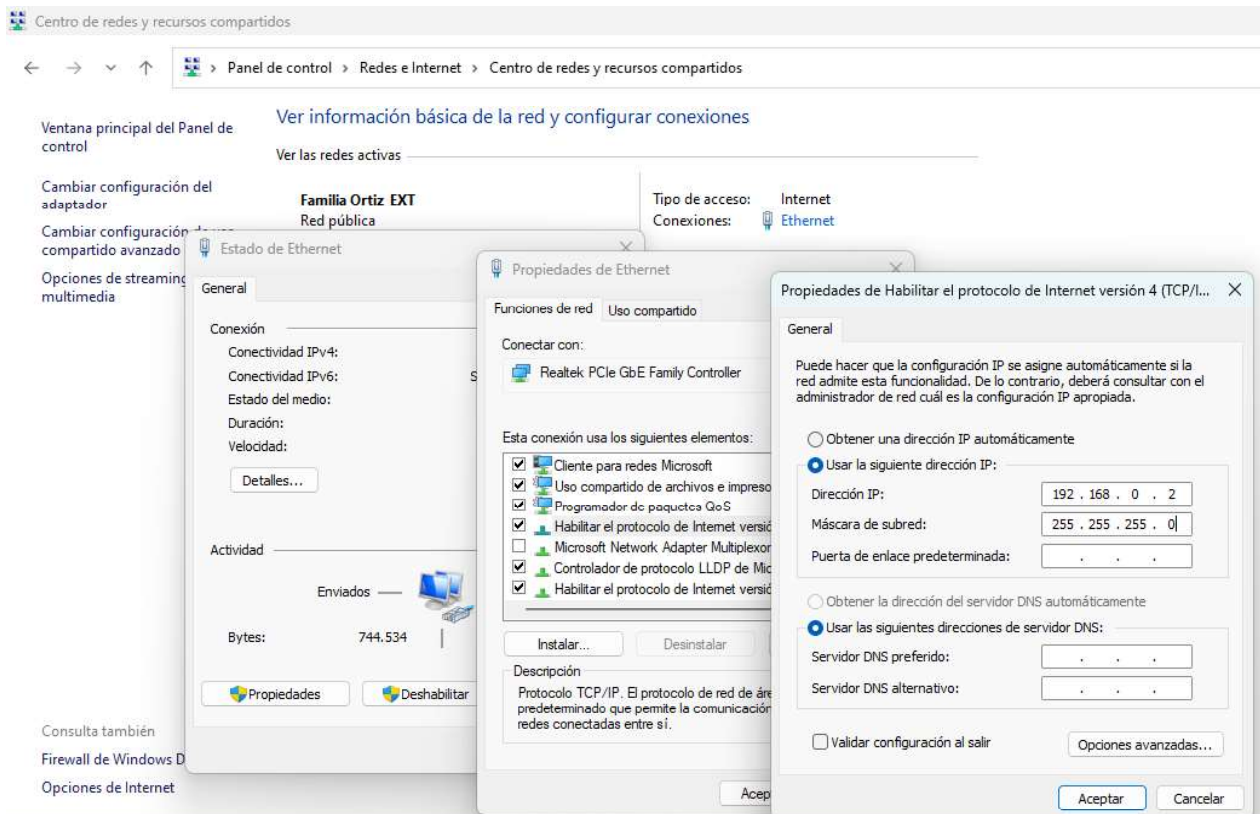 Centro de redes y recursos compartidos
Panel de control > Redes e Internet > Centro de redes y recursos compartidos
Ventana principal del Panel de
control
Cambiar configuración del
adaptador
Cambiar configuración de
compartido avanzado
Opciones de streaming
multimedia
Consulta también
Firewall de Windows D
Opciones de Internet
Ver información básica de la red y configurar conexiones
Ver las redes activas
Familia Ortiz EXT
Red pública
Tipo de acceso: Internet
Conexiones: Ethernet
Estado de Ethernet
General
Conexión
Conectividad IPv4:
Conectividad IPv6: S
Estado del medio:
Duración:
Velocidad:
Detalles...
Actividad
Enviados
Bytes: 744.534
Propiedades
Deshabilitar
Propiedades de Ethernet
Funciones de red
Uso compartido
Conectar con:
Realtek PCIe GbE Family Controller
Esta conexión usa los siguientes elementos:
Cliente para redes Microsoft
Uso compartido de archivos e impreso
Programador de paquetes QoS
Habilitar el protocolo de Internet versió
Microsoft Network Adapter Multiplexor
Controlador de protocolo LLDP de Mic
Habilitar el protocolo de Internet versió
Instalar...
Desinstalar
Descripción
Protocolo TCP/IP. El protocolo de red de áre
predeterminado que permite la comunicación
redes conectadas entre sí.
Acep
Propiedades de Habilitar el protocolo de Internet versión 4 (TCP/I...
General
Puede hacer que la configuración IP se asigne automáticamente si la
red admite esta funcionalidad. De lo contrario, deberá consultar con el
administrador de red cuál es la configuración IP apropiada.
Obtener una dirección IP automáticamente
Usar la siguiente dirección IP:
Dirección IP: 192 . 168 . 0 . 2
Máscara de subred: 255 . 255 . 255 . 0
Puerta de enlace predeterminada: . . .
Obtener la dirección del servidor DNS automáticamente
Usar las siguientes direcciones de servidor DNS:
Servidor DNS preferido: . . .
Servidor DNS alternativo: . . .
Validar configuración al salir
Opciones avanzadas...
Aceptar
Cancelar